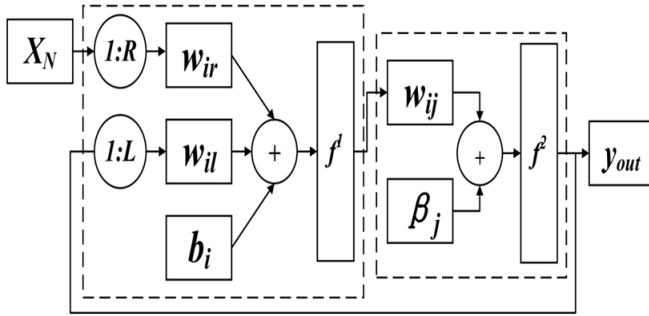 X_N
1:R
w_ir
1:L
w_il
b_i
+
f^1
w_ij
β_j
+
f^2
y_out